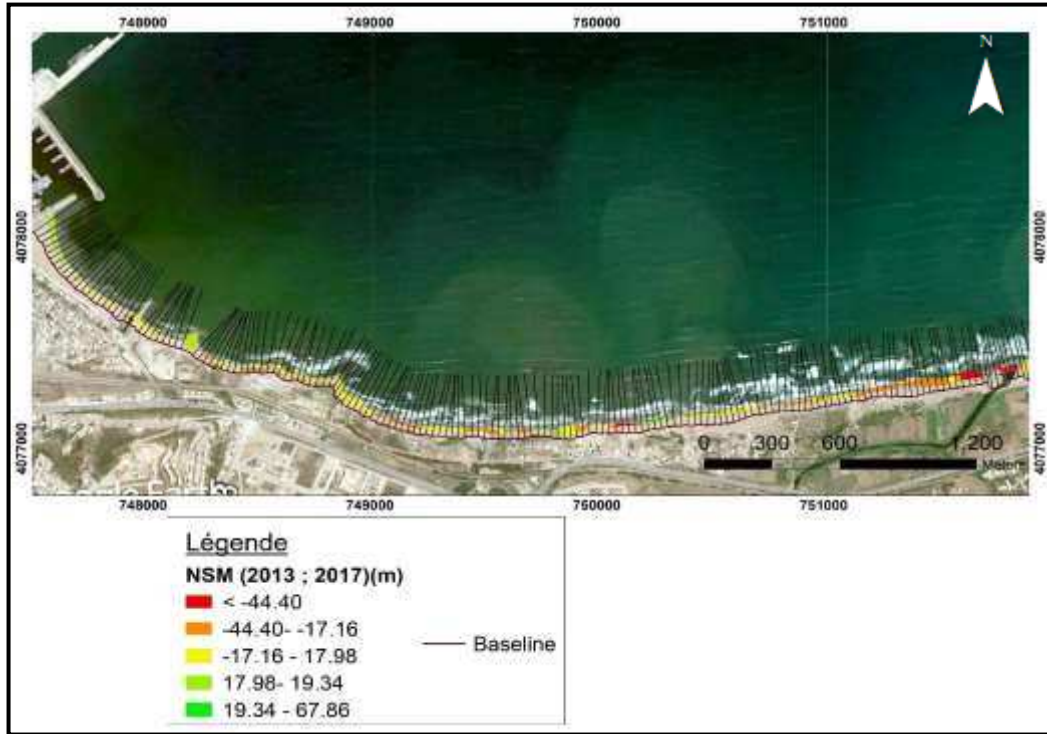 748000 749000 750000 751000
N
4078000 4078000
4077000 4077000
0 300 600 1,200
Meters
748000 749000 750000 751000
Légende
NSM (2013 ; 2017)(m)
< -44.40
-44.40- -17.16
-17.16 - 17.98
17.98- 19.34
19.34 - 67.86
Baseline